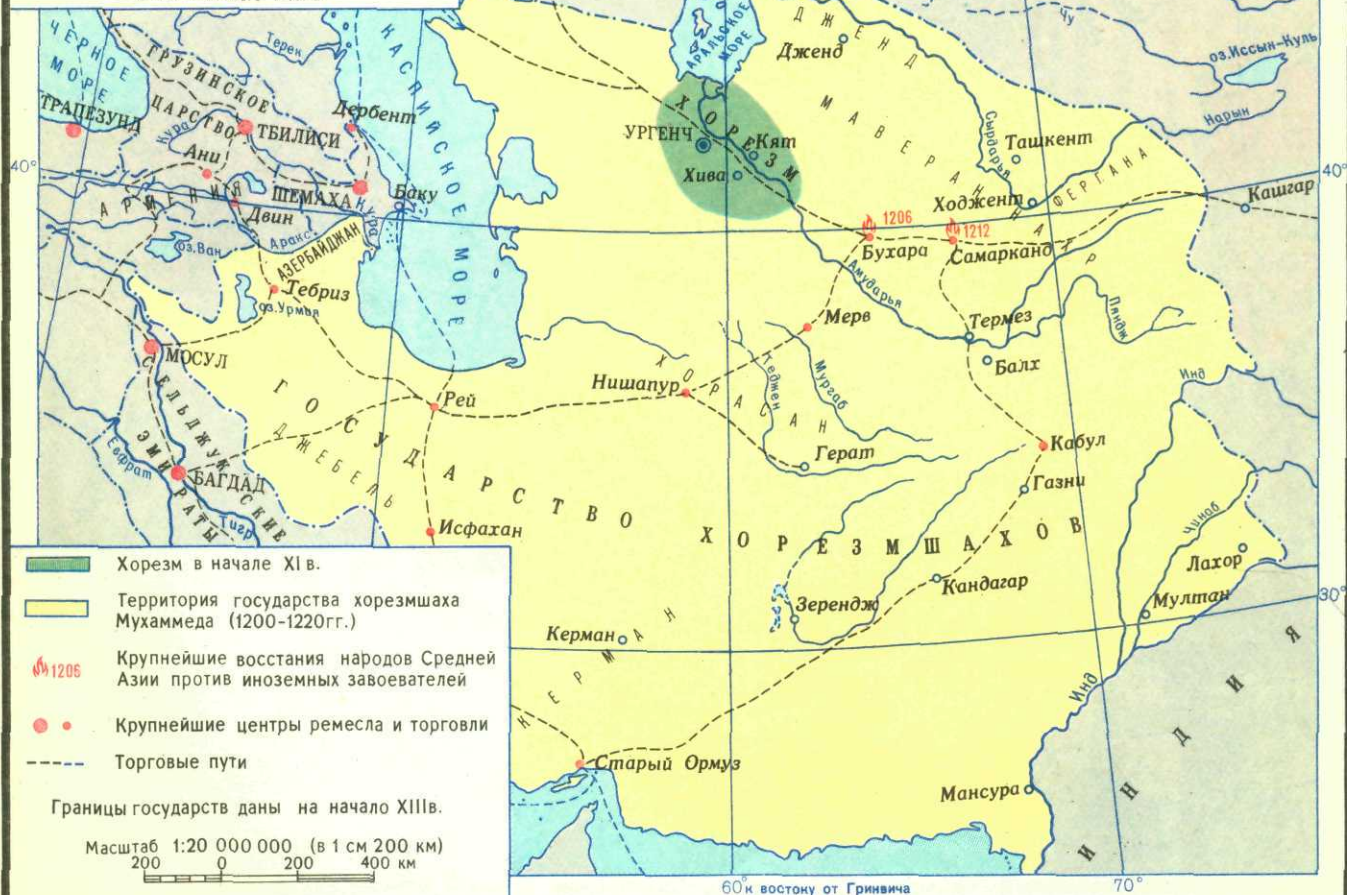 ЧЕРНОЕ МОРЕ
ГРУЗИНСКОЕ ЦАРСТВО
Терек
КАСПИЙСКОЕ МОРЕ
АРАЛЬСКОЕ МОРЕ
ДЖЕНД
Дженд
Чу
оз.Иссын-Куль
Нарын
ТРАПЕЗУНД
Кура
ТБИЛИСИ
Дербент
ХОРЕЗМ
УРГЕНЧ
Кят
Хива
МАВЕРАННАХР
Сырдарья
Ташкент
ФЕРГАНА
40°
Ани
ШЕМАХА
Баку
Ходжент
40°
Кашгар
АРМЕНИЯ
Двин
Кура
Аракс
оз.Ван
АЗЕРБАЙДЖАН
1206
Бухара
1212
Самарканд
Тебриз
оз.Урмия
Амударья
Пяндж
Мерв
Термез
Балх
МОСУЛ
ХОРАСАН
Теджен
Мургаб
Нишапур
Инд
Рей
Герат
Кабул
Газни
СЕЛЬДЖУКСКИЕ ЭМИРАТЫ
ДЖЕБЕЛЬ
Евфрат
БАГДАД
Тигр
ГОСУДАРСТВО ХОРЕЗМШАХОВ
Исфахан
Чинаб
Лахор
Кандагар
Зерендж
Мултан
30°
Керман
КЕРМАН
Инд
ИНДИЯ
Старый Ормуз
Мансура
Хорезм в начале XI в.
Территория государства хорезмшаха
Мухаммеда (1200-1220гг.)
1206
Крупнейшие восстания народов Средней
Азии против иноземных завоевателей
Крупнейшие центры ремесла и торговли
Торговые пути
Границы государств даны на начало XIIIв.
Масштаб 1:20 000 000 (в 1 см 200 км)
200 0 200 400 км
60° к востоку от Гринвича
70°